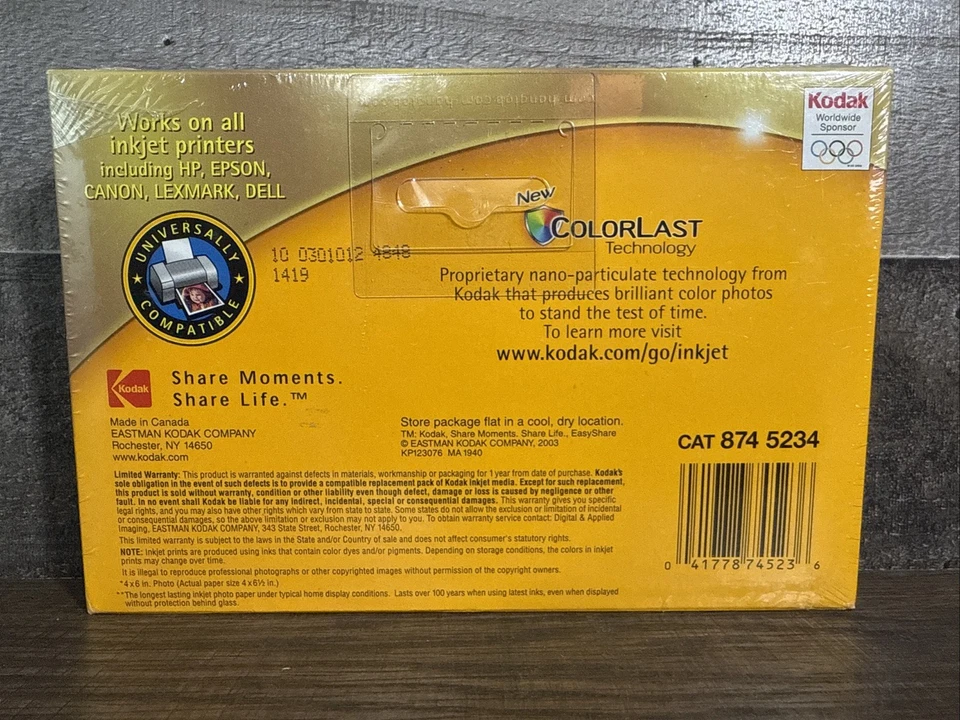 Works on all
inkjet printers
including HP, EPSON,
CANON, LEXMARK, DELL
UNIVERSALLY
COMPATIBLE
10 0301012 4848
1419
Kodak
Worldwide
Sponsor
New
COLORLAST
Technology
Proprietary nano-particulate technology from
Kodak that produces brilliant color photos
to stand the test of time.
To learn more visit
www.kodak.com/go/inkjet
Kodak
Share Moments.
Share Life.™
Made in Canada
EASTMAN KODAK COMPANY
Rochester, NY 14650
www.kodak.com
Store package flat in a cool, dry location.
TM: Kodak, Share Moments. Share Life., EasyShare
© EASTMAN KODAK COMPANY, 2003
KP123076 MA1940
CAT 874 5234
Limited Warranty: This product is warranted against defects in materials, workmanship or packaging for 1 year from date of purchase. Kodak's
sole obligation in the event of such defects is to provide a compatible replacement pack of Kodak inkjet media. Except for such replacement,
this product is sold without warranty, condition or other liability even though defect, damage or loss is caused by negligence or other
fault. In no event shall Kodak be liable for any indirect, incidental, special or consequential damages. This warranty gives you specific
legal rights, and you may also have other rights which vary from state to state. Some states do not allow the exclusion or limitation of incidental
or consequential damages, so the above limitation or exclusion may not apply to you. To obtain warranty service contact: Digital & Applied
Imaging, EASTMAN KODAK COMPANY, 343 State Street, Rochester, NY 14650.
This limited warranty is subject to the laws in the State and/or Country of sale and does not affect consumer's statutory rights.
NOTE: Inkjet prints are produced using inks that contain color dyes and/or pigments. Depending on storage conditions, the colors in inkjet
prints may change over time.
It is illegal to reproduce professional photographs or other copyrighted images without permission of the copyright owners.
*4 x 6 in. Photo (Actual paper size 4 x 6½ in.)
**The longest lasting inkjet photo paper under typical home display conditions. Lasts over 100 years when using latest inks, even when displayed
without protection behind glass.
0 41778 74523 6